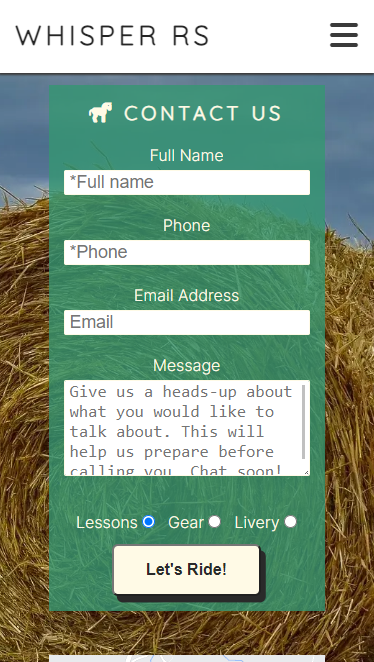 WHISPER RS
CONTACT US
Full Name
*Full name
Phone
*Phone
Email Address
Email
Message
Give us a heads-up about
what you would like to
talk about. This will
help us prepare before
calling you. Chat soon!
Lessons Gear Livery
Let's Ride!